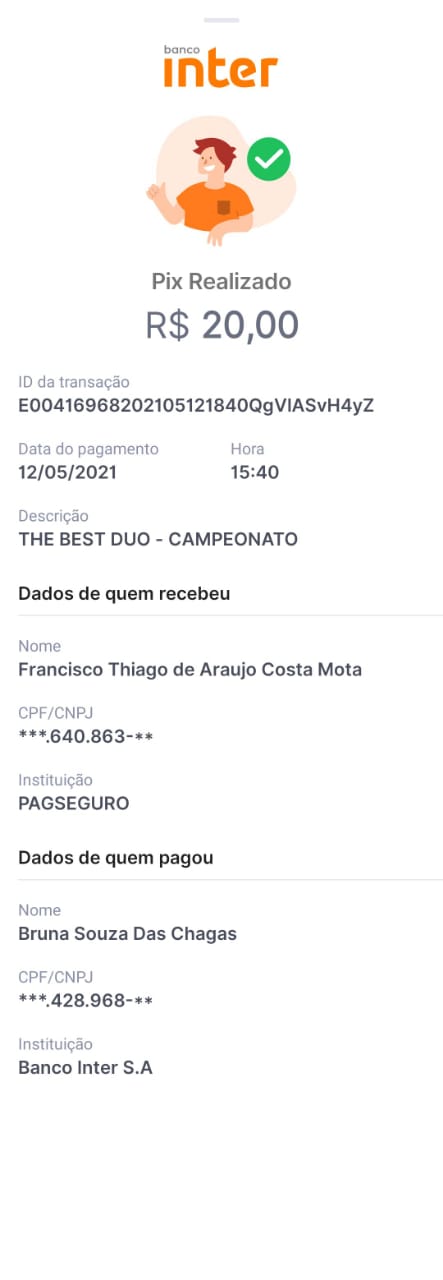 banco
inter
Pix Realizado
R$ 20,00
ID da transação
E00416968202105121840QgVlASvH4yZ
Data do pagamento Hora
12/05/2021 15:40
Descrição
THE BEST DUO - CAMPEONATO
Dados de quem recebeu
Nome
Francisco Thiago de Araujo Costa Mota
CPF/CNPJ
***.640.863-**
Instituição
PAGSEGURO
Dados de quem pagou
Nome
Bruna Souza Das Chagas
CPF/CNPJ
***.428.968-**
Instituição
Banco Inter S.A